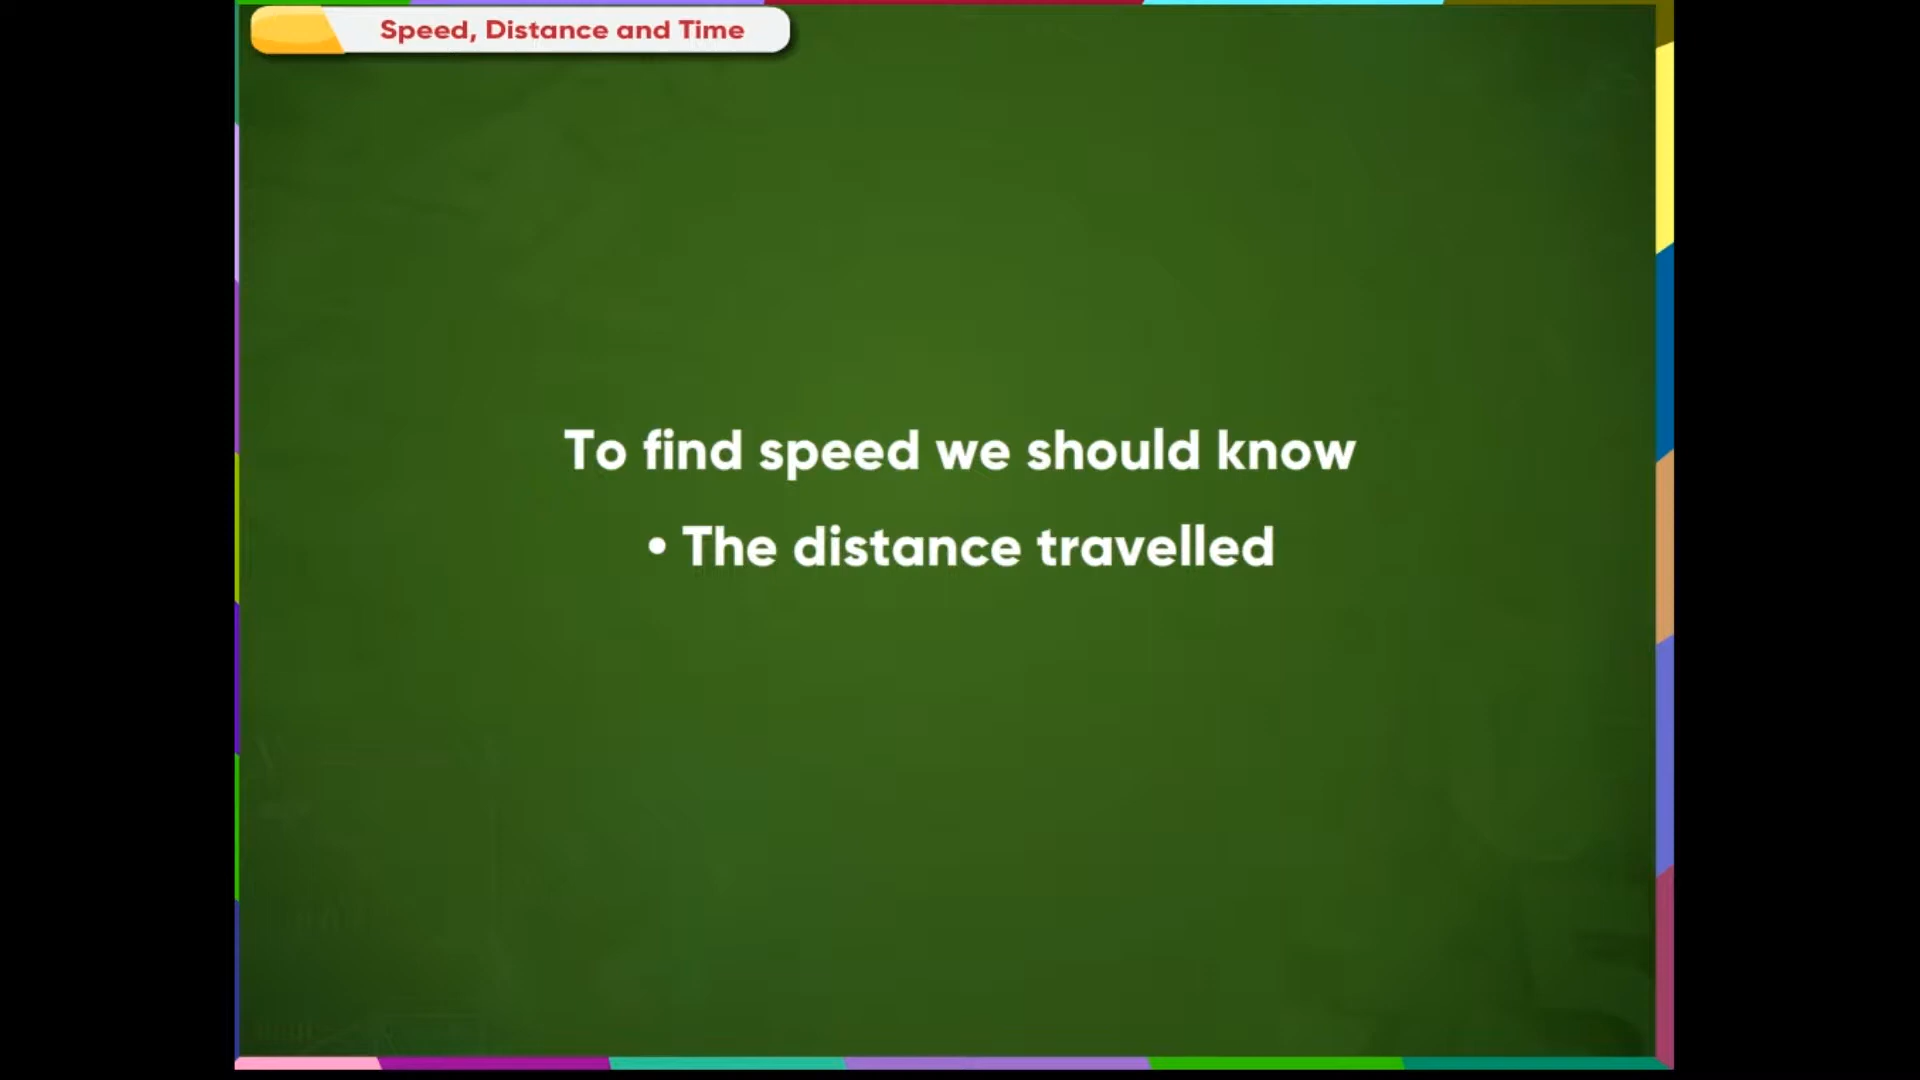 Speed, Distance and Time
To find speed we should know
• The distance travelled